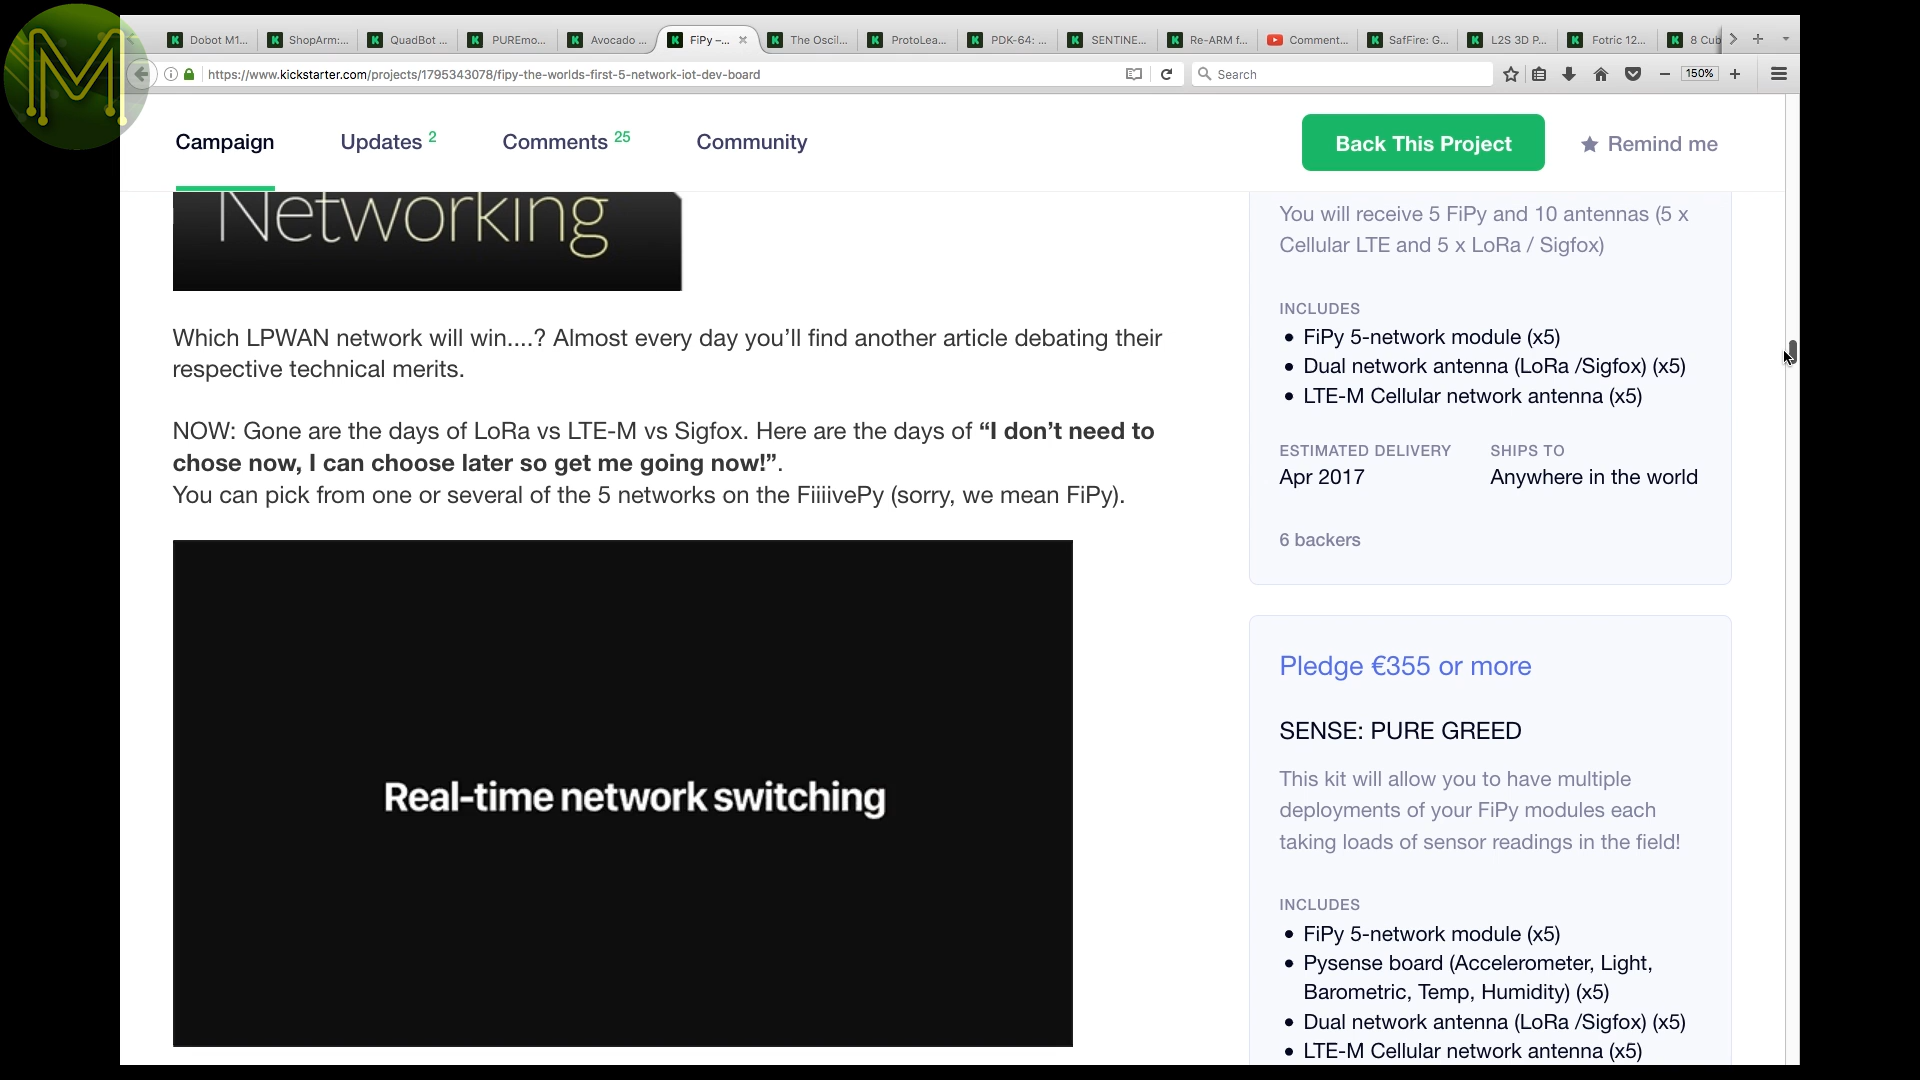 Dobot M1...
ShopArm:...
QuadBot ...
PUREmo...
Avocado ...
FiPy –...
The Oscil...
ProtoLea...
PDK-64: ...
SENTINE...
Re-ARM f...
Comment...
SafFire: G...
L2S 3D P...
Fotric 12...
8 Cub
https://www.kickstarter.com/projects/1795343078/fipy-the-worlds-first-5-network-iot-dev-board
Search
150%
Campaign
Updates 2
Comments 25
Community
Back This Project
Remind me
Networking
Which LPWAN network will win....? Almost every day you’ll find another article debating their
respective technical merits.
NOW: Gone are the days of LoRa vs LTE-M vs Sigfox. Here are the days of “I don’t need to
chose now, I can choose later so get me going now!”.
You can pick from one or several of the 5 networks on the FiiiivePy (sorry, we mean FiPy).
Real-time network switching
You will receive 5 FiPy and 10 antennas (5 x
Cellular LTE and 5 x LoRa / Sigfox)
INCLUDES
FiPy 5-network module (x5)
Dual network antenna (LoRa /Sigfox) (x5)
LTE-M Cellular network antenna (x5)
ESTIMATED DELIVERY
Apr 2017
SHIPS TO
Anywhere in the world
6 backers
Pledge €355 or more
SENSE: PURE GREED
This kit will allow you to have multiple
deployments of your FiPy modules each
taking loads of sensor readings in the field!
INCLUDES
FiPy 5-network module (x5)
Pysense board (Accelerometer, Light,
Barometric, Temp, Humidity) (x5)
Dual network antenna (LoRa /Sigfox) (x5)
LTE-M Cellular network antenna (x5)